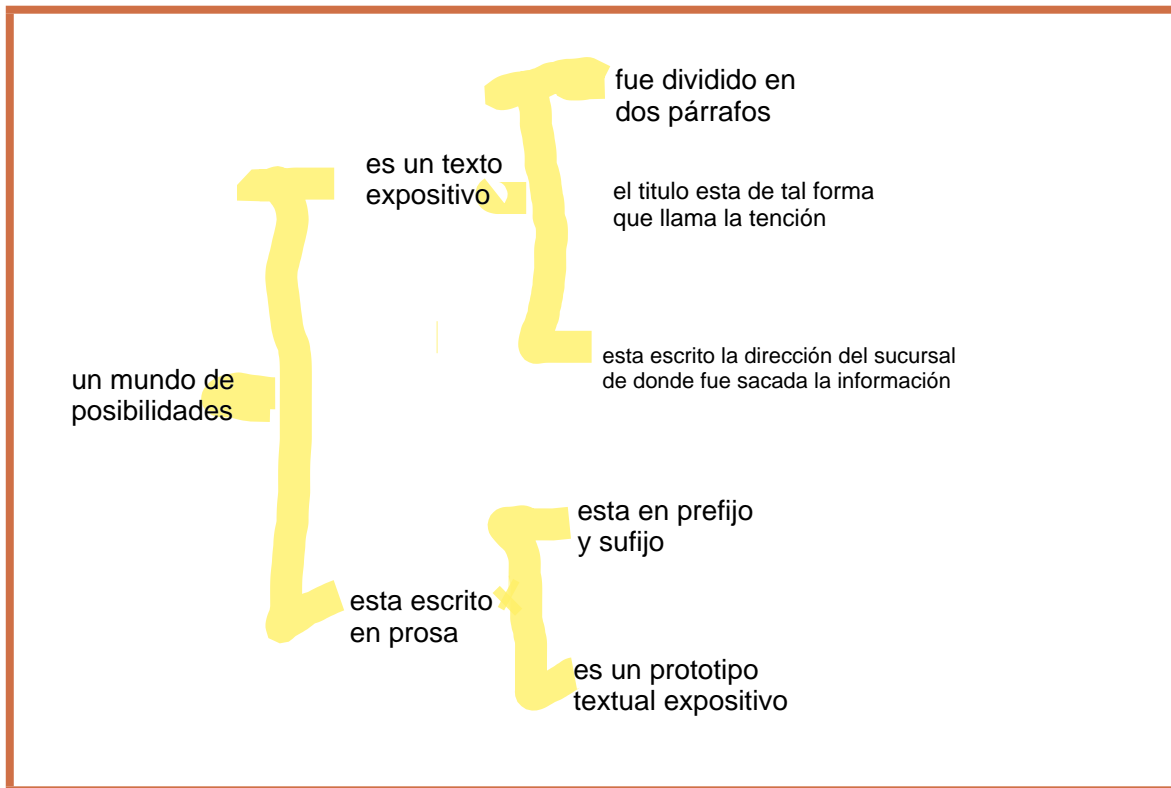 fue dividido en
dos párrafos
es un texto
expositivo
el titulo esta de tal forma
que llama la tención
esta escrito la dirección del sucursal
de donde fue sacada la información
un mundo de
posibilidades
esta en prefijo
y sufijo
esta escrito
en prosa
es un prototipo
textual expositivo